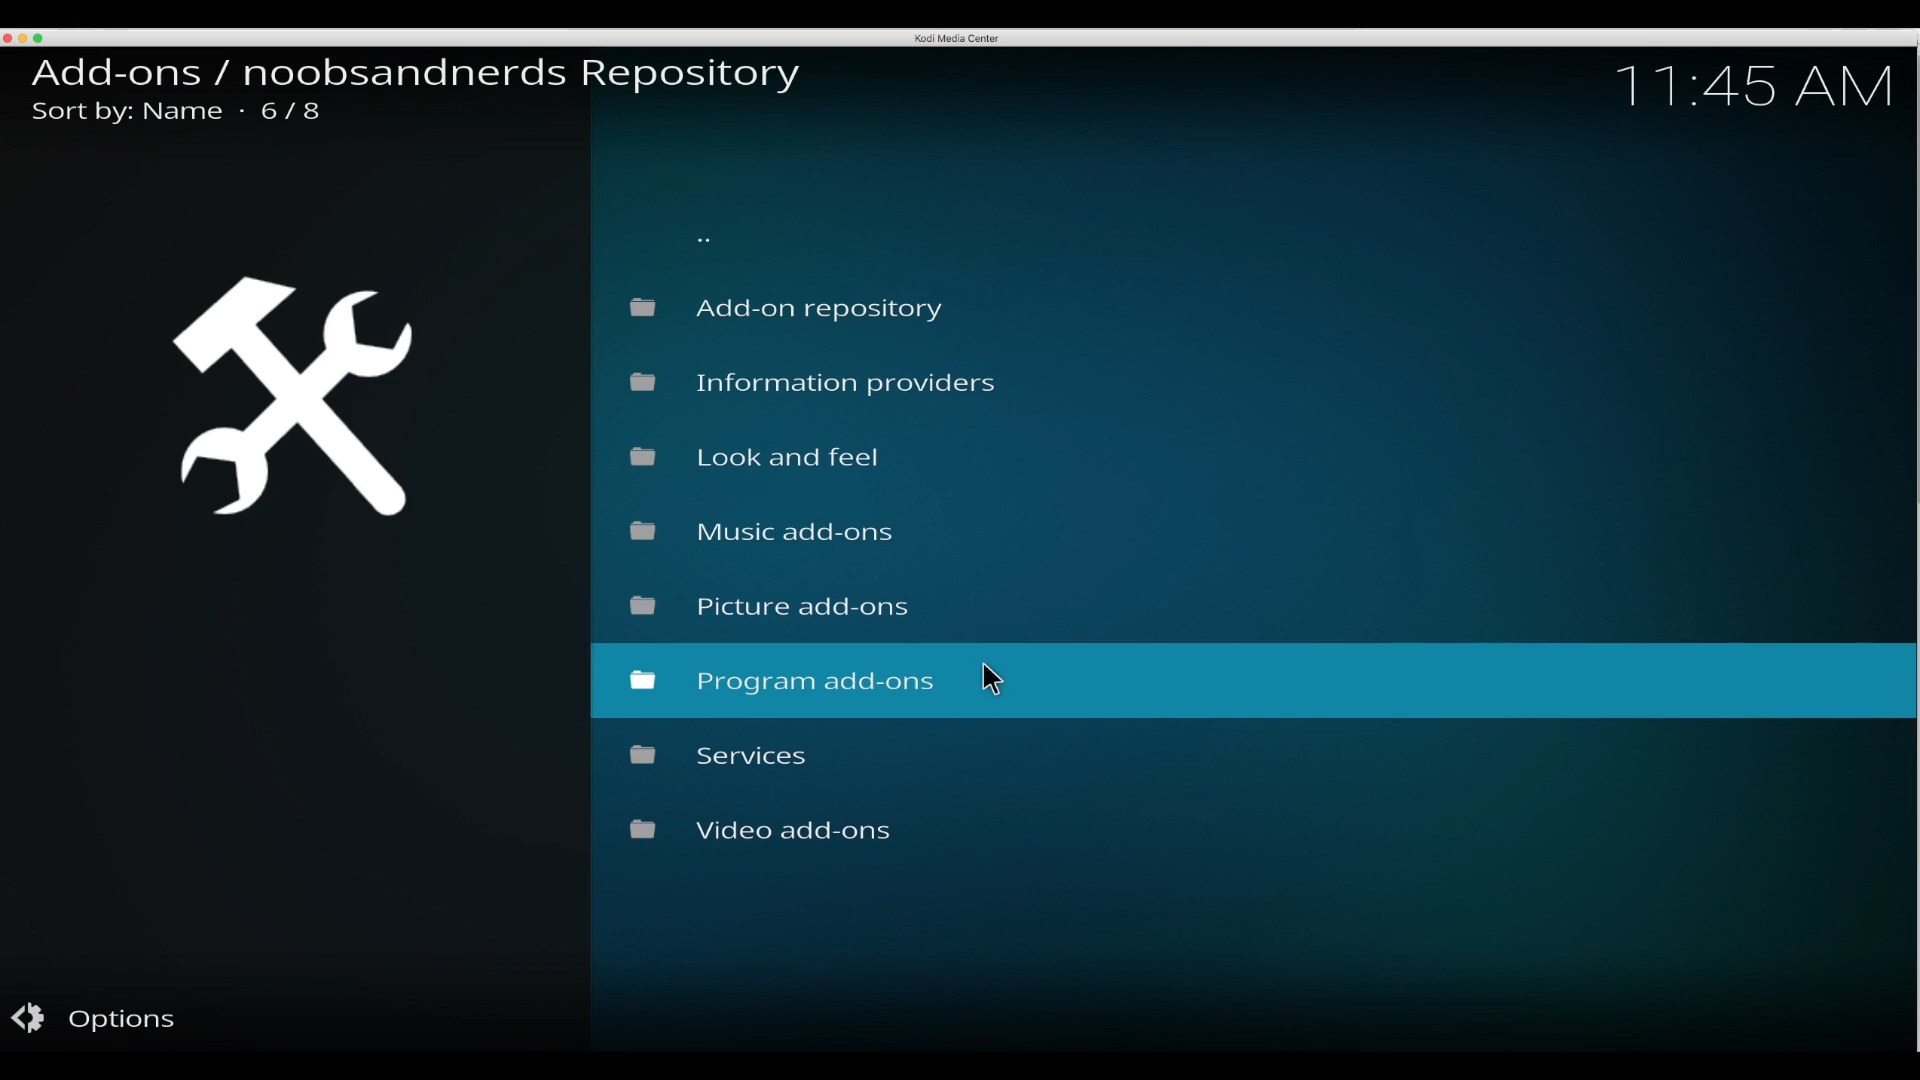 Kodi Media Center
Add-ons / noobsandnerds Repository
Sort by: Name · 6 / 8
11:45 AM
..
Add-on repository
Information providers
Look and feel
Music add-ons
Picture add-ons
Program add-ons
Services
Video add-ons
Options